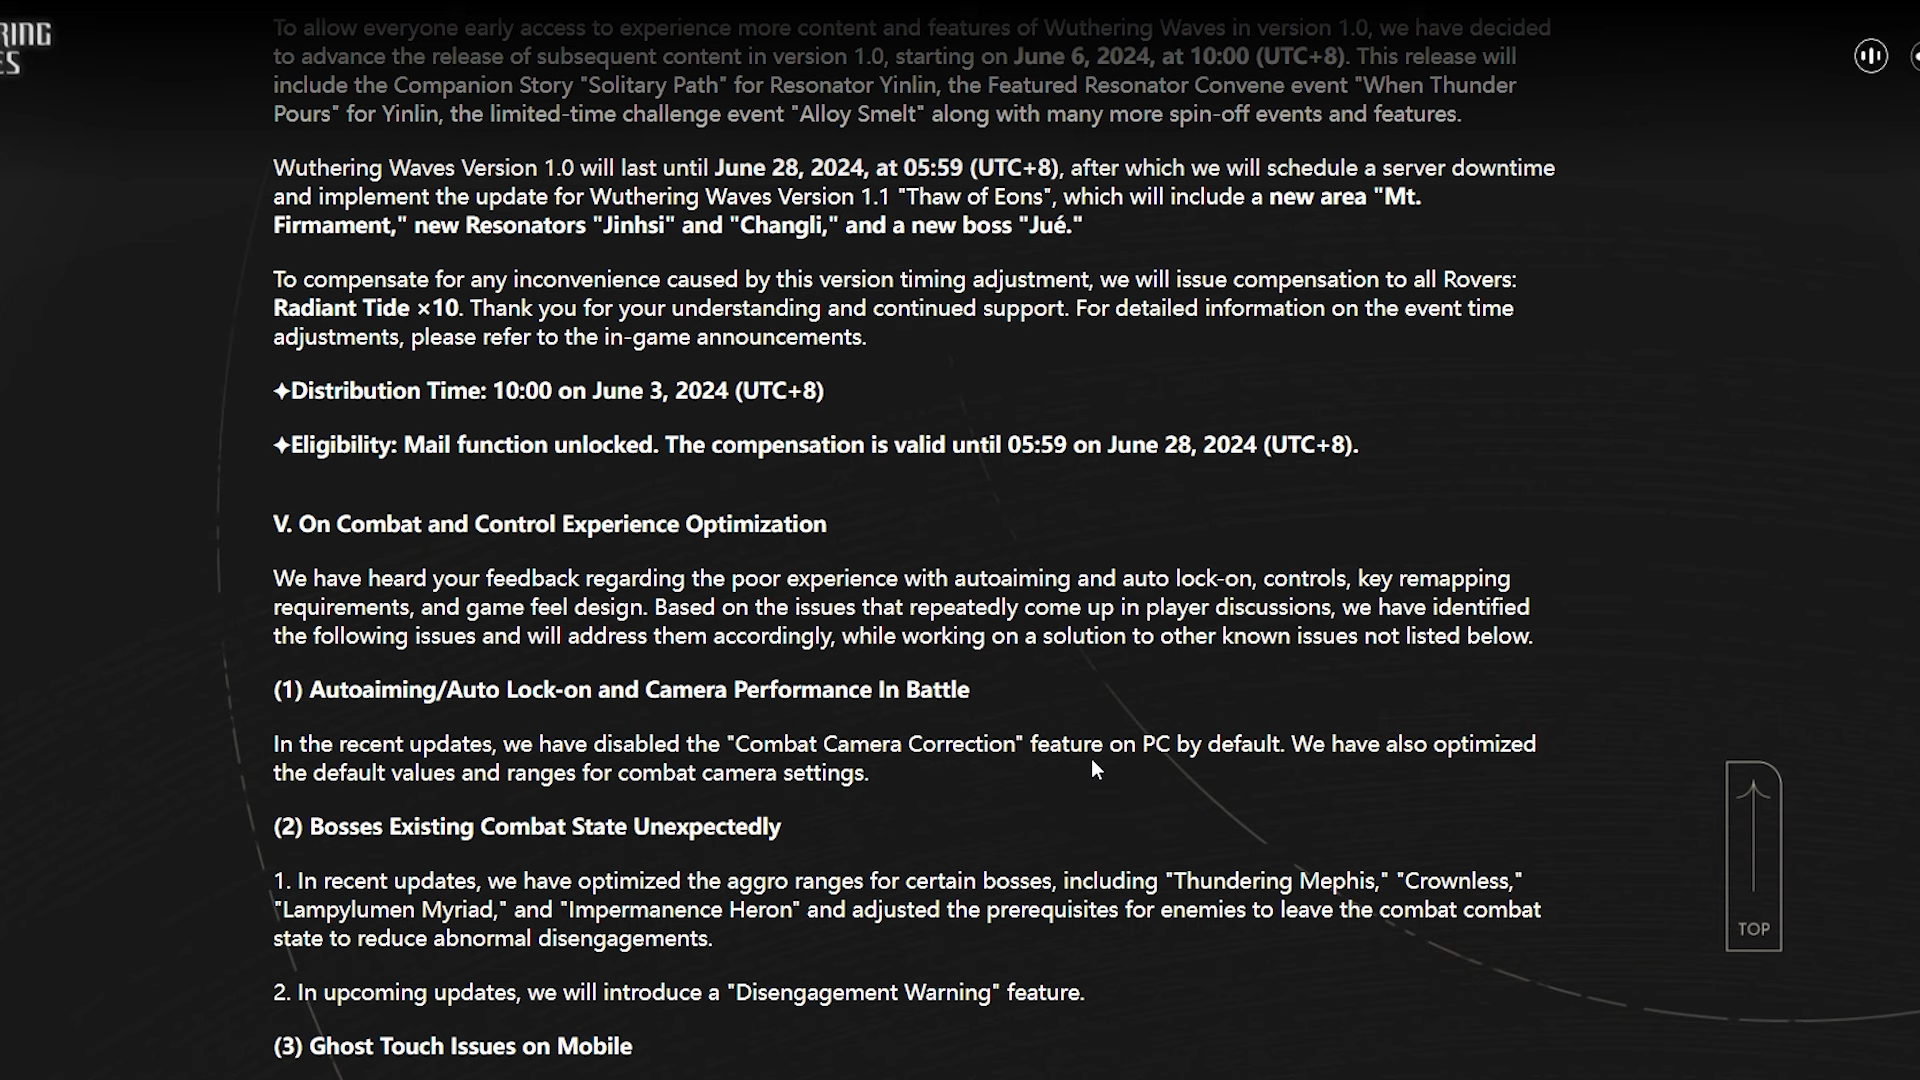 RING
ES
To allow everyone early access to experience more content and features of Wuthering Waves in version 1.0, we have decided
to advance the release of subsequent content in version 1.0, starting on June 6, 2024, at 10:00 (UTC+8). This release will
include the Companion Story "Solitary Path" for Resonator Yinlin, the Featured Resonator Convene event "When Thunder
Pours" for Yinlin, the limited-time challenge event "Alloy Smelt" along with many more spin-off events and features.
Wuthering Waves Version 1.0 will last until June 28, 2024, at 05:59 (UTC+8), after which we will schedule a server downtime
and implement the update for Wuthering Waves Version 1.1 "Thaw of Eons", which will include a new area "Mt.
Firmament," new Resonators "Jinhsi" and "Changli," and a new boss "Jué."
To compensate for any inconvenience caused by this version timing adjustment, we will issue compensation to all Rovers:
Radiant Tide ×10. Thank you for your understanding and continued support. For detailed information on the event time
adjustments, please refer to the in-game announcements.
✦Distribution Time: 10:00 on June 3, 2024 (UTC+8)
✦Eligibility: Mail function unlocked. The compensation is valid until 05:59 on June 28, 2024 (UTC+8).
V. On Combat and Control Experience Optimization
We have heard your feedback regarding the poor experience with autoaiming and auto lock-on, controls, key remapping
requirements, and game feel design. Based on the issues that repeatedly come up in player discussions, we have identified
the following issues and will address them accordingly, while working on a solution to other known issues not listed below.
(1) Autoaiming/Auto Lock-on and Camera Performance In Battle
In the recent updates, we have disabled the "Combat Camera Correction" feature on PC by default. We have also optimized
the default values and ranges for combat camera settings.
(2) Bosses Existing Combat State Unexpectedly
1. In recent updates, we have optimized the aggro ranges for certain bosses, including "Thundering Mephis," "Crownless,"
"Lampylumen Myriad," and "Impermanence Heron" and adjusted the prerequisites for enemies to leave the combat combat
state to reduce abnormal disengagements.
2. In upcoming updates, we will introduce a "Disengagement Warning" feature.
(3) Ghost Touch Issues on Mobile
TOP